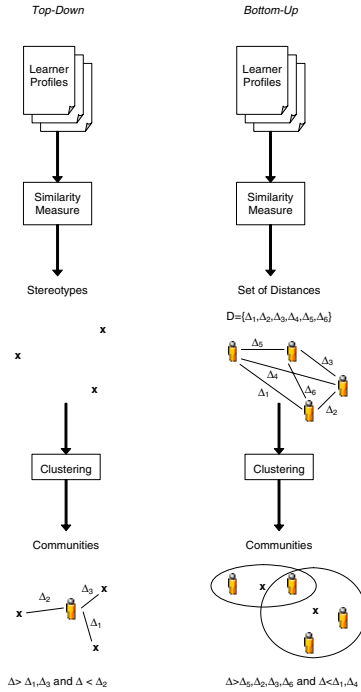 Top-Down
Learner
Profiles
Similarity
Measure
Stereotypes
x
x
x
Clustering
Communities
Δ2
Δ3
x
x
Δ1
x
Δ> Δ1,Δ3 and Δ < Δ2
Bottom-Up
Learner
Profiles
Similarity
Measure
Set of Distances
D={Δ1,Δ2,Δ3,Δ4,Δ5,Δ6}
Δ5
Δ3
Δ4
Δ6
Δ1
Δ2
Clustering
Communities
x
x
Δ>Δ5,Δ2,Δ3,Δ6 and Δ<Δ1,Δ4